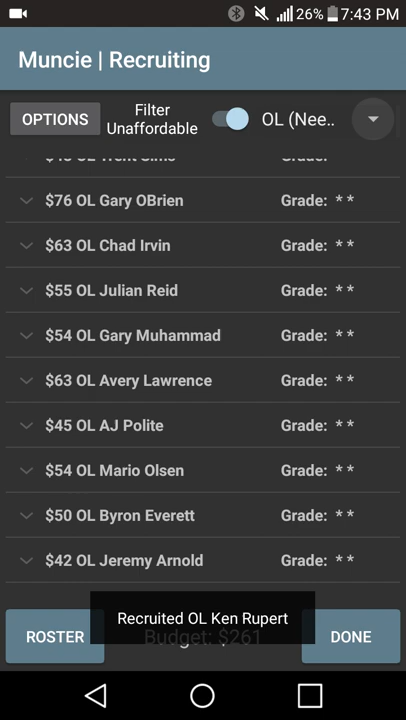 26% 7:43 PM
Muncie | Recruiting
OPTIONS
Filter
Unaffordable
OL (Nee..
$76 OL Gary OBrien Grade: * *
$63 OL Chad Irvin Grade: * *
$55 OL Julian Reid Grade: * *
$54 OL Gary Muhammad Grade: * *
$63 OL Avery Lawrence Grade: * *
$45 OL AJ Polite Grade: * *
$54 OL Mario Olsen Grade: * *
$50 OL Byron Everett Grade: * *
$42 OL Jeremy Arnold Grade: * *
Recruited OL Ken Rupert
ROSTER
Budget: $261
DONE